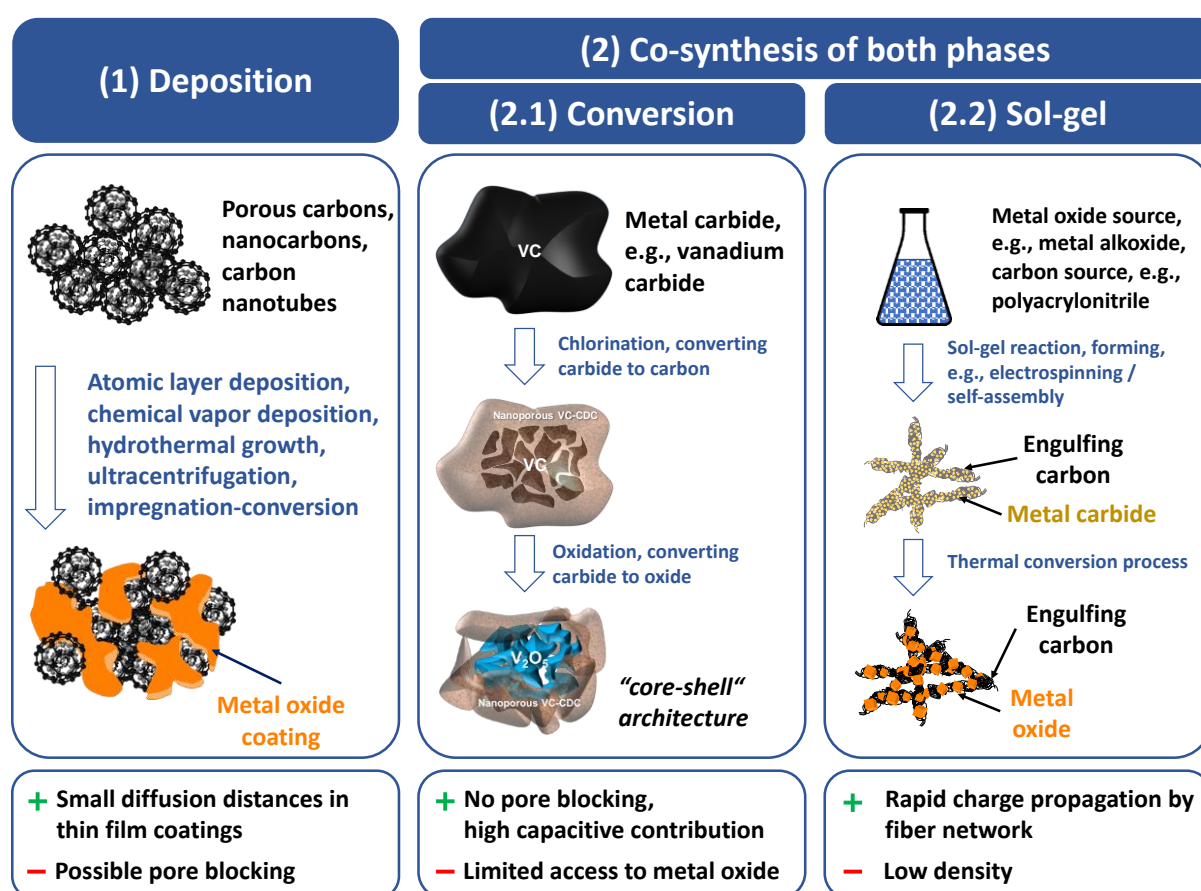 (1) Deposition
(2) Co-synthesis of both phases
(2.1) Conversion
(2.2) Sol-gel
Porous carbons,
nanocarbons,
carbon
nanotubes
Atomic layer deposition,
chemical vapor deposition,
hydrothermal growth,
ultracentrifugation,
impregnation-conversion
Metal oxide
coating
VC
Metal carbide,
e.g., vanadium
carbide
Chlorination, converting
carbide to carbon
Nanoporous VC-CDC
VC
Oxidation, converting
carbide to oxide
V₂O₅
Nanoporous VC-CDC
“core-shell“
architecture
Metal oxide source,
e.g., metal alkoxide,
carbon source, e.g.,
polyacrylonitrile
Sol-gel reaction, forming,
e.g., electrospinning /
self-assembly
Engulfing
carbon
Metal carbide
Thermal conversion process
Engulfing
carbon
Metal
oxide
+ Small diffusion distances in
thin film coatings
− Possible pore blocking
+ No pore blocking,
high capacitive contribution
− Limited access to metal oxide
+ Rapid charge propagation by
fiber network
− Low density